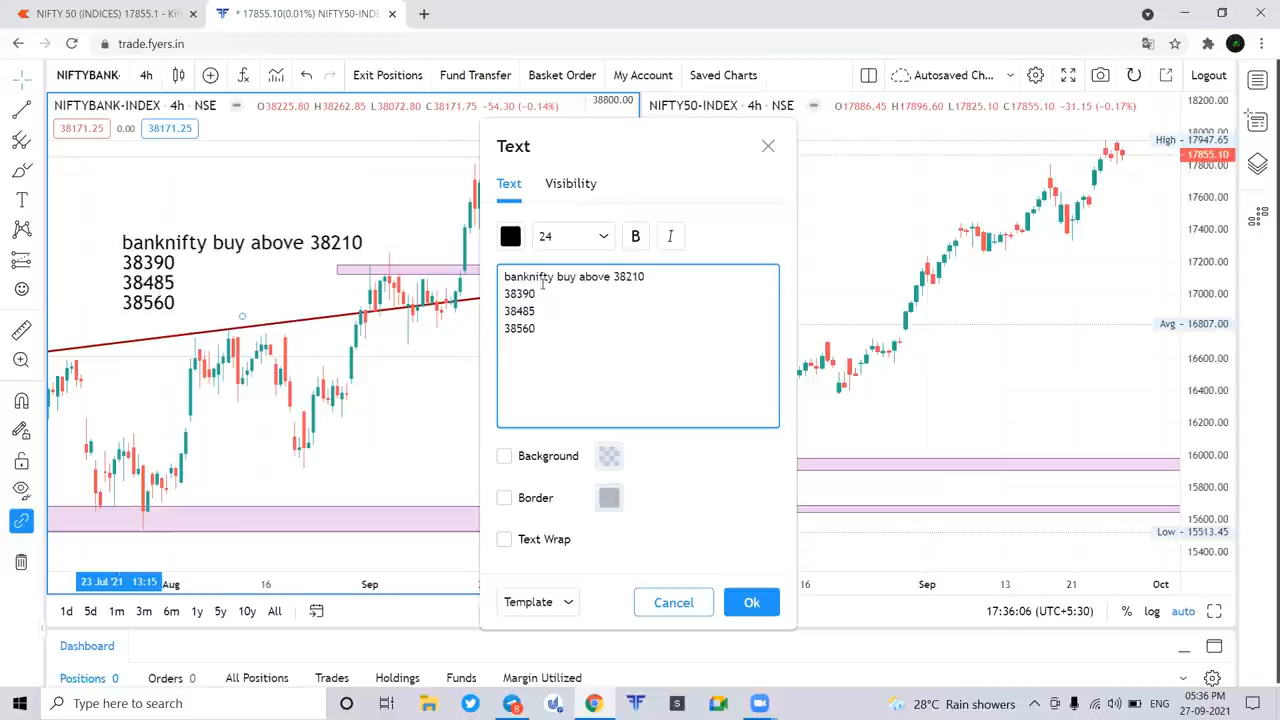 NIFTY 50 (INDICES) 17855.1 - Kit
* 17855.10(0.01%) NIFTY50-INDE
trade.fyers.in
NIFTYBANK-
4h
Exit Positions
Fund Transfer
Basket Order
My Account
Saved Charts
Autosaved Ch...
Logout
NIFTYBANK-INDEX • 4h • NSE
O38225.80 H38262.85 L38072.80 C38171.75 -54.30 (-0.14%)
38800.00
38171.25
0.00
38171.25
NIFTY50-INDEX • 4h • NSE
O17886.45 H17896.60 L17825.10 C17855.10 -31.15 (-0.17%)
18200.00
18000.00
High - 17947.65
17855.10
17800.00
17600.00
17400.00
17200.00
17000.00
Avg - 16807.00
16600.00
16400.00
16200.00
16000.00
15800.00
15600.00
Low - 15513.45
15400.00
banknifty buy above 38210
38390
38485
38560
Text
Text
Visibility
24
B
I
banknifty buy above 38210
38390
38485
38560
Background
Border
Text Wrap
Template
Cancel
Ok
23 Jul '21 13:15
Aug
16
Sep
16
Sep
13
21
Oct
1d
5d
1m
3m
6m
1y
5y
10y
All
17:36:06 (UTC+5:30)
%
log
auto
Dashboard
Positions 0
Orders 0
All Positions
Trades
Holdings
Funds
Margin Utilized
Type here to search
28°C Rain showers
ENG
05:36 PM
27-09-2021